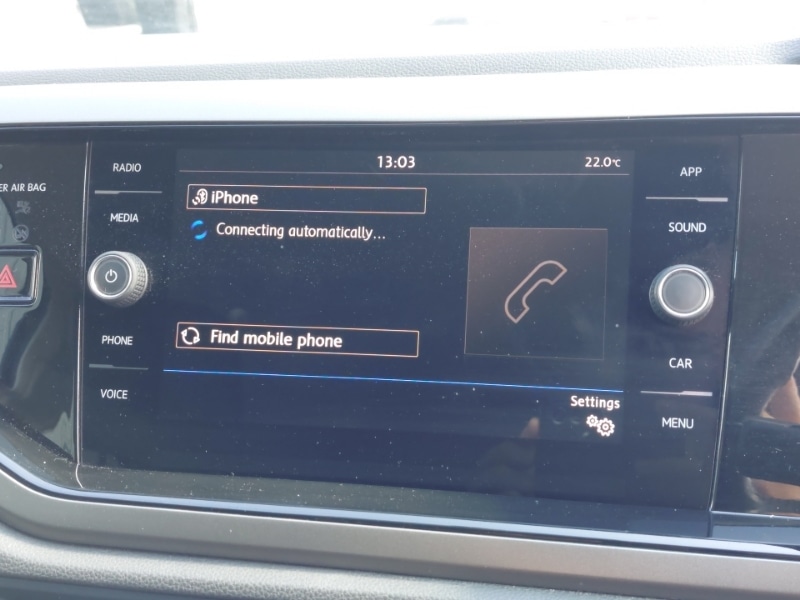 ER AIR BAG
RADIO
MEDIA
PHONE
VOICE
13:03
22.0°C
iPhone
Connecting automatically...
Find mobile phone
Settings
APP
SOUND
CAR
MENU